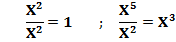 X²/X² = 1 ; X⁵/X² = X³